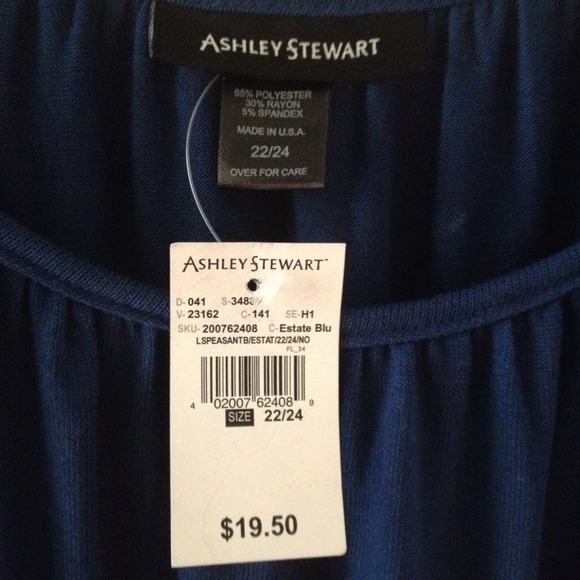 ASHLEY STEWART
65% POLYESTER
30% RAYON
5% SPANDEX
MADE IN U.S.A.
22/24
OVER FOR CARE
ASHLEY STEWART™
D- 041 S-
V- 23162 C- 141 SE-H1
SKU- 200762408 C-Estate Blu
LSPEASANTB/ESTAT/22/24/NO
FL_34
4 02007 62408 9
SIZE 22/24
$19.50